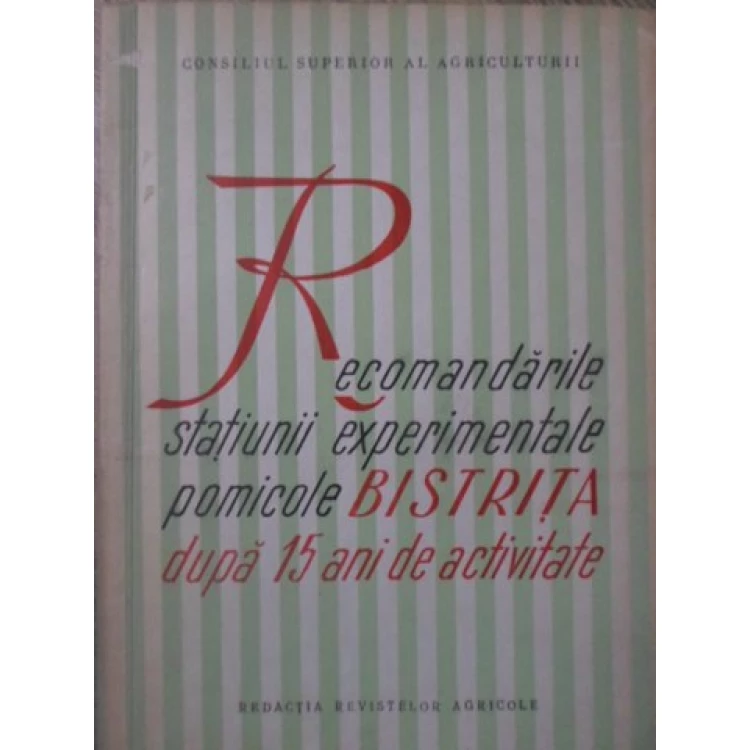 CONSILIUL SUPERIOR AL AGRICULTURII
Recomandările
stațiunii experimentale
pomicole BISTRIȚA
după 15 ani de activitate
REDACȚIA REVISTELOR AGRICOLE